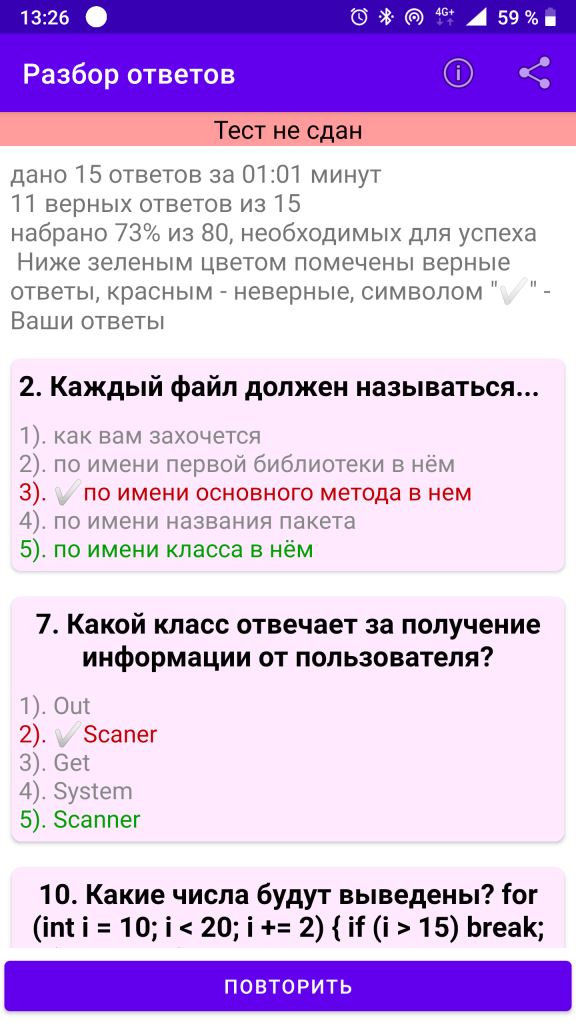 13:26 4G+ 59 %
Разбор ответов
Тест не сдан
дано 15 ответов за 01:01 минут
11 верных ответов из 15
набрано 73% из 80, необходимых для успеха
Ниже зеленым цветом помечены верные
ответы, красным - неверные, символом "✔" -
Ваши ответы
2. Каждый файл должен называться...
1). как вам захочется
2). по имени первой библиотеки в нём
3). ✔по имени основного метода в нем
4). по имени названия пакета
5). по имени класса в нём
7. Какой класс отвечает за получение
информации от пользователя?
1). Out
2). ✔Scaner
3). Get
4). System
5). Scanner
10. Какие числа будут выведены? for
(int i = 10; i < 20; i += 2) { if (i > 15) break;
ПОВТОРИТЬ